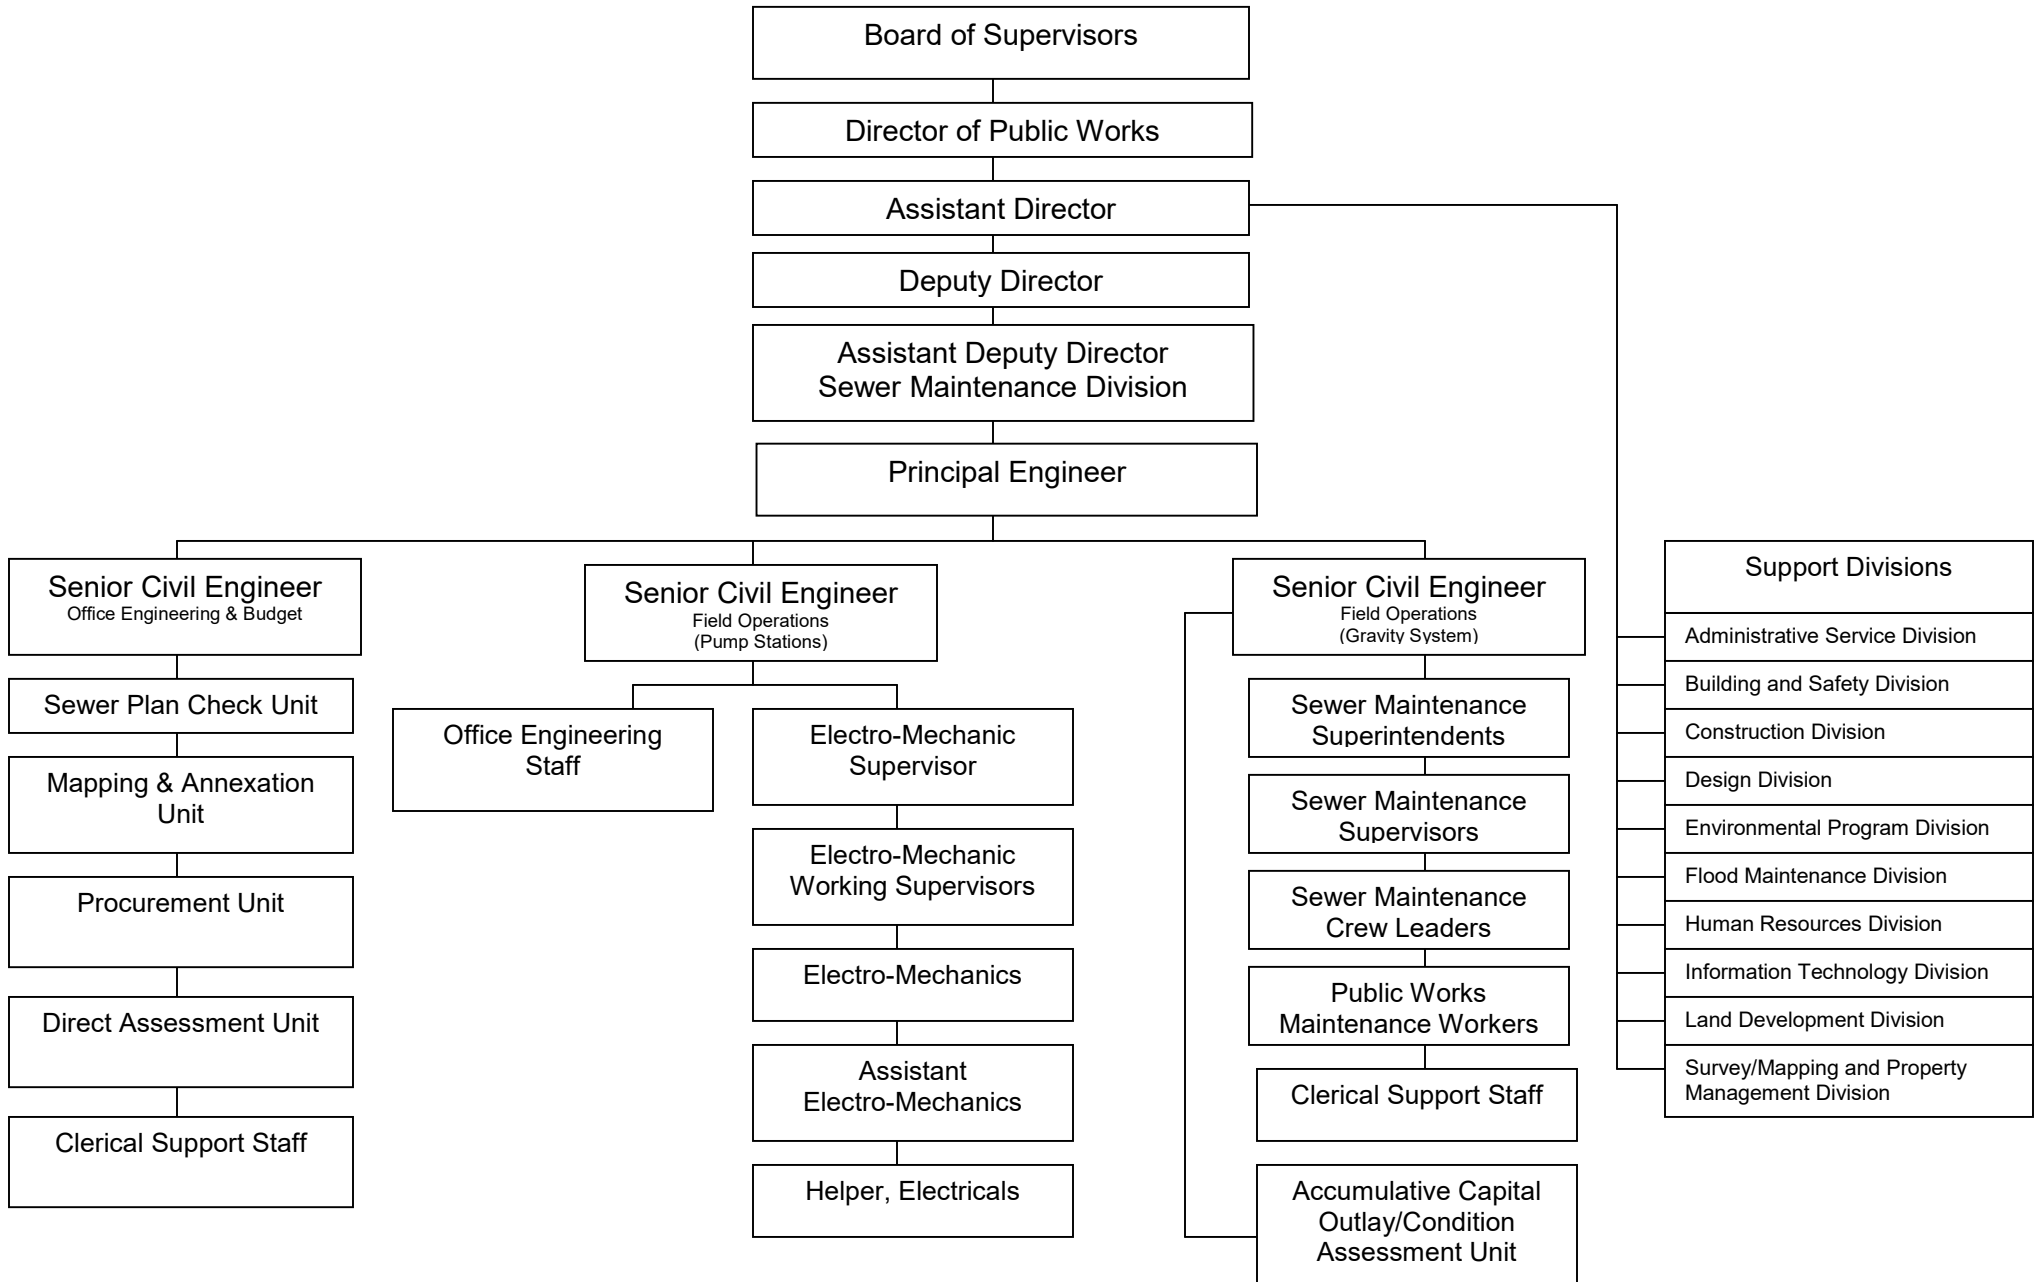 Board of Supervisors
Director of Public Works
Assistant Director
Deputy Director
Assistant Deputy Director
Sewer Maintenance Division
Principal Engineer
Senior Civil Engineer
Office Engineering & Budget
Sewer Plan Check Unit
Mapping & Annexation
Unit
Procurement Unit
Direct Assessment Unit
Clerical Support Staff
Senior Civil Engineer
Field Operations
(Pump Stations)
Office Engineering
Staff
Electro-Mechanic
Supervisor
Electro-Mechanic
Working Supervisors
Electro-Mechanics
Assistant
Electro-Mechanics
Helper, Electricals
Senior Civil Engineer
Field Operations
(Gravity System)
Sewer Maintenance
Superintendents
Sewer Maintenance
Supervisors
Sewer Maintenance
Crew Leaders
Public Works
Maintenance Workers
Clerical Support Staff
Accumulative Capital
Outlay/Condition
Assessment Unit
Support Divisions
Administrative Service Division
Building and Safety Division
Construction Division
Design Division
Environmental Program Division
Flood Maintenance Division
Human Resources Division
Information Technology Division
Land Development Division
Survey/Mapping and Property
Management Division